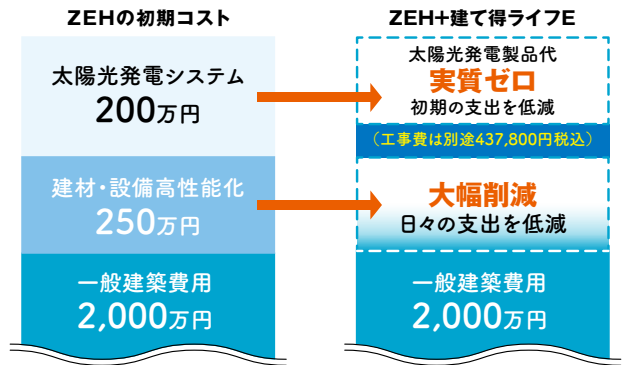 ZEHの初期コスト
太陽光発電システム
200万円
建材・設備高性能化
250万円
一般建築費用
2,000万円
ZEH+建て得ライフE
太陽光発電製品代
実質ゼロ
初期の支出を低減
（工事費は別途437,800円税込）
大幅削減
日々の支出を低減
一般建築費用
2,000万円